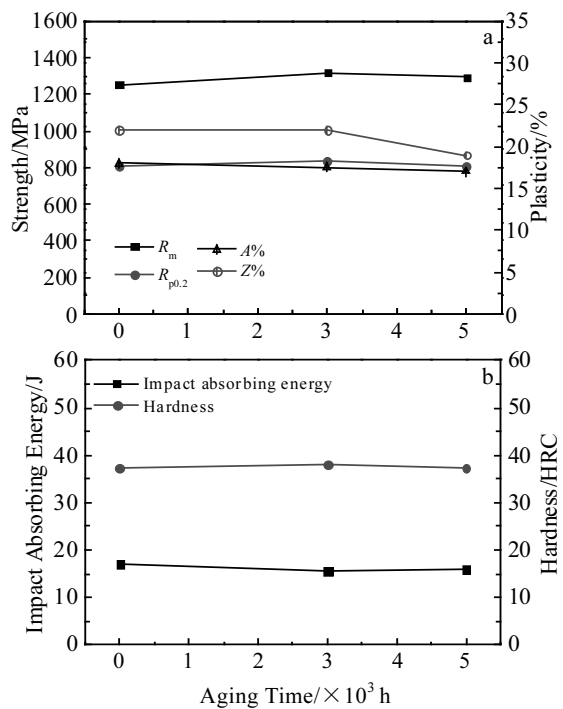 a
Strength/MPa
1600
1400
1200
1000
800
600
400
200
0
R_m
R_p0.2
A%
Z%
35
30
25
20
15
10
5
0
Plasticity/%
0 1 2 3 4 5
b
Impact Absorbing Energy/J
60
50
40
30
20
10
0
Impact absorbing energy
Hardness
60
50
40
30
20
10
0
Hardness/HRC
0 1 2 3 4 5
Aging Time/×10³ h